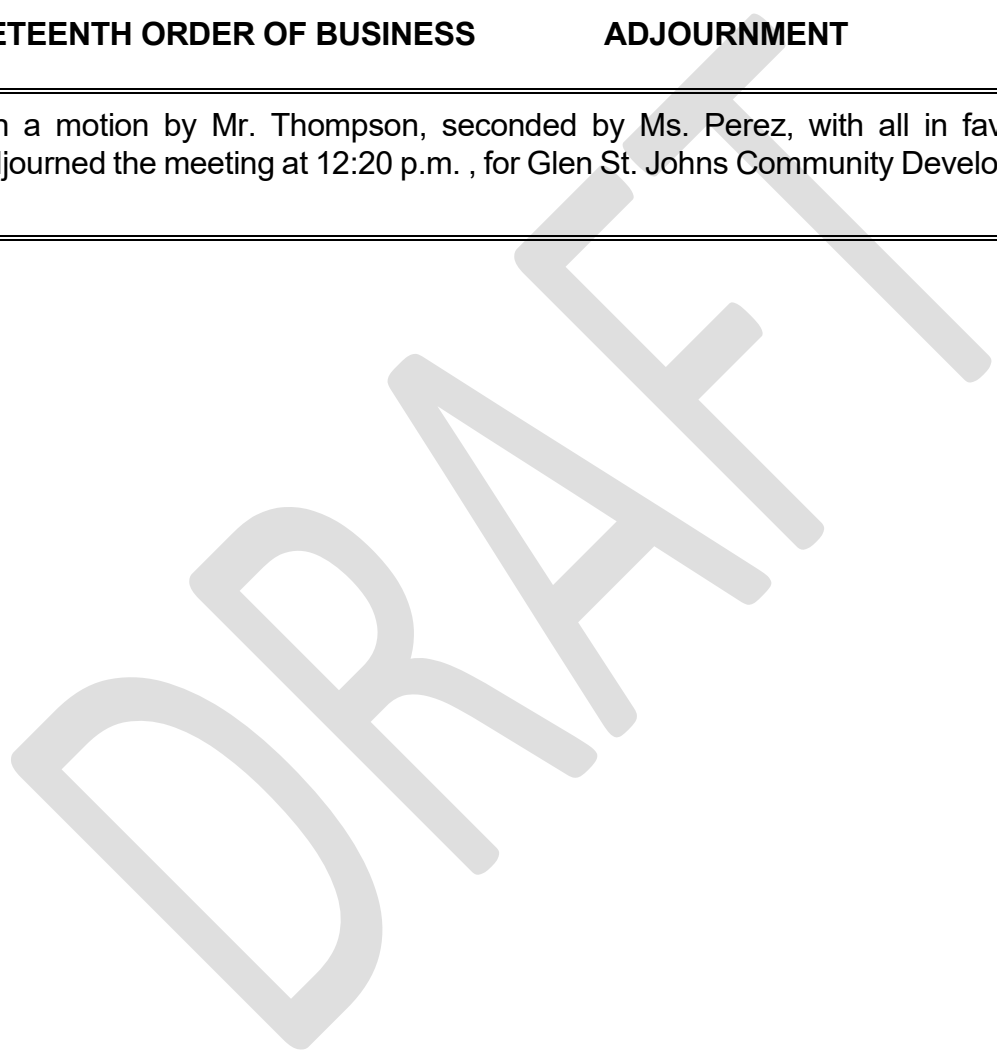 ETEENTH ORDER OF BUSINESS ADJOURNMENT
n a motion by Mr. Thompson, seconded by Ms. Perez, with all in fav
journed the meeting at 12:20 p.m. , for Glen St. Johns Community Develo
DRAFT